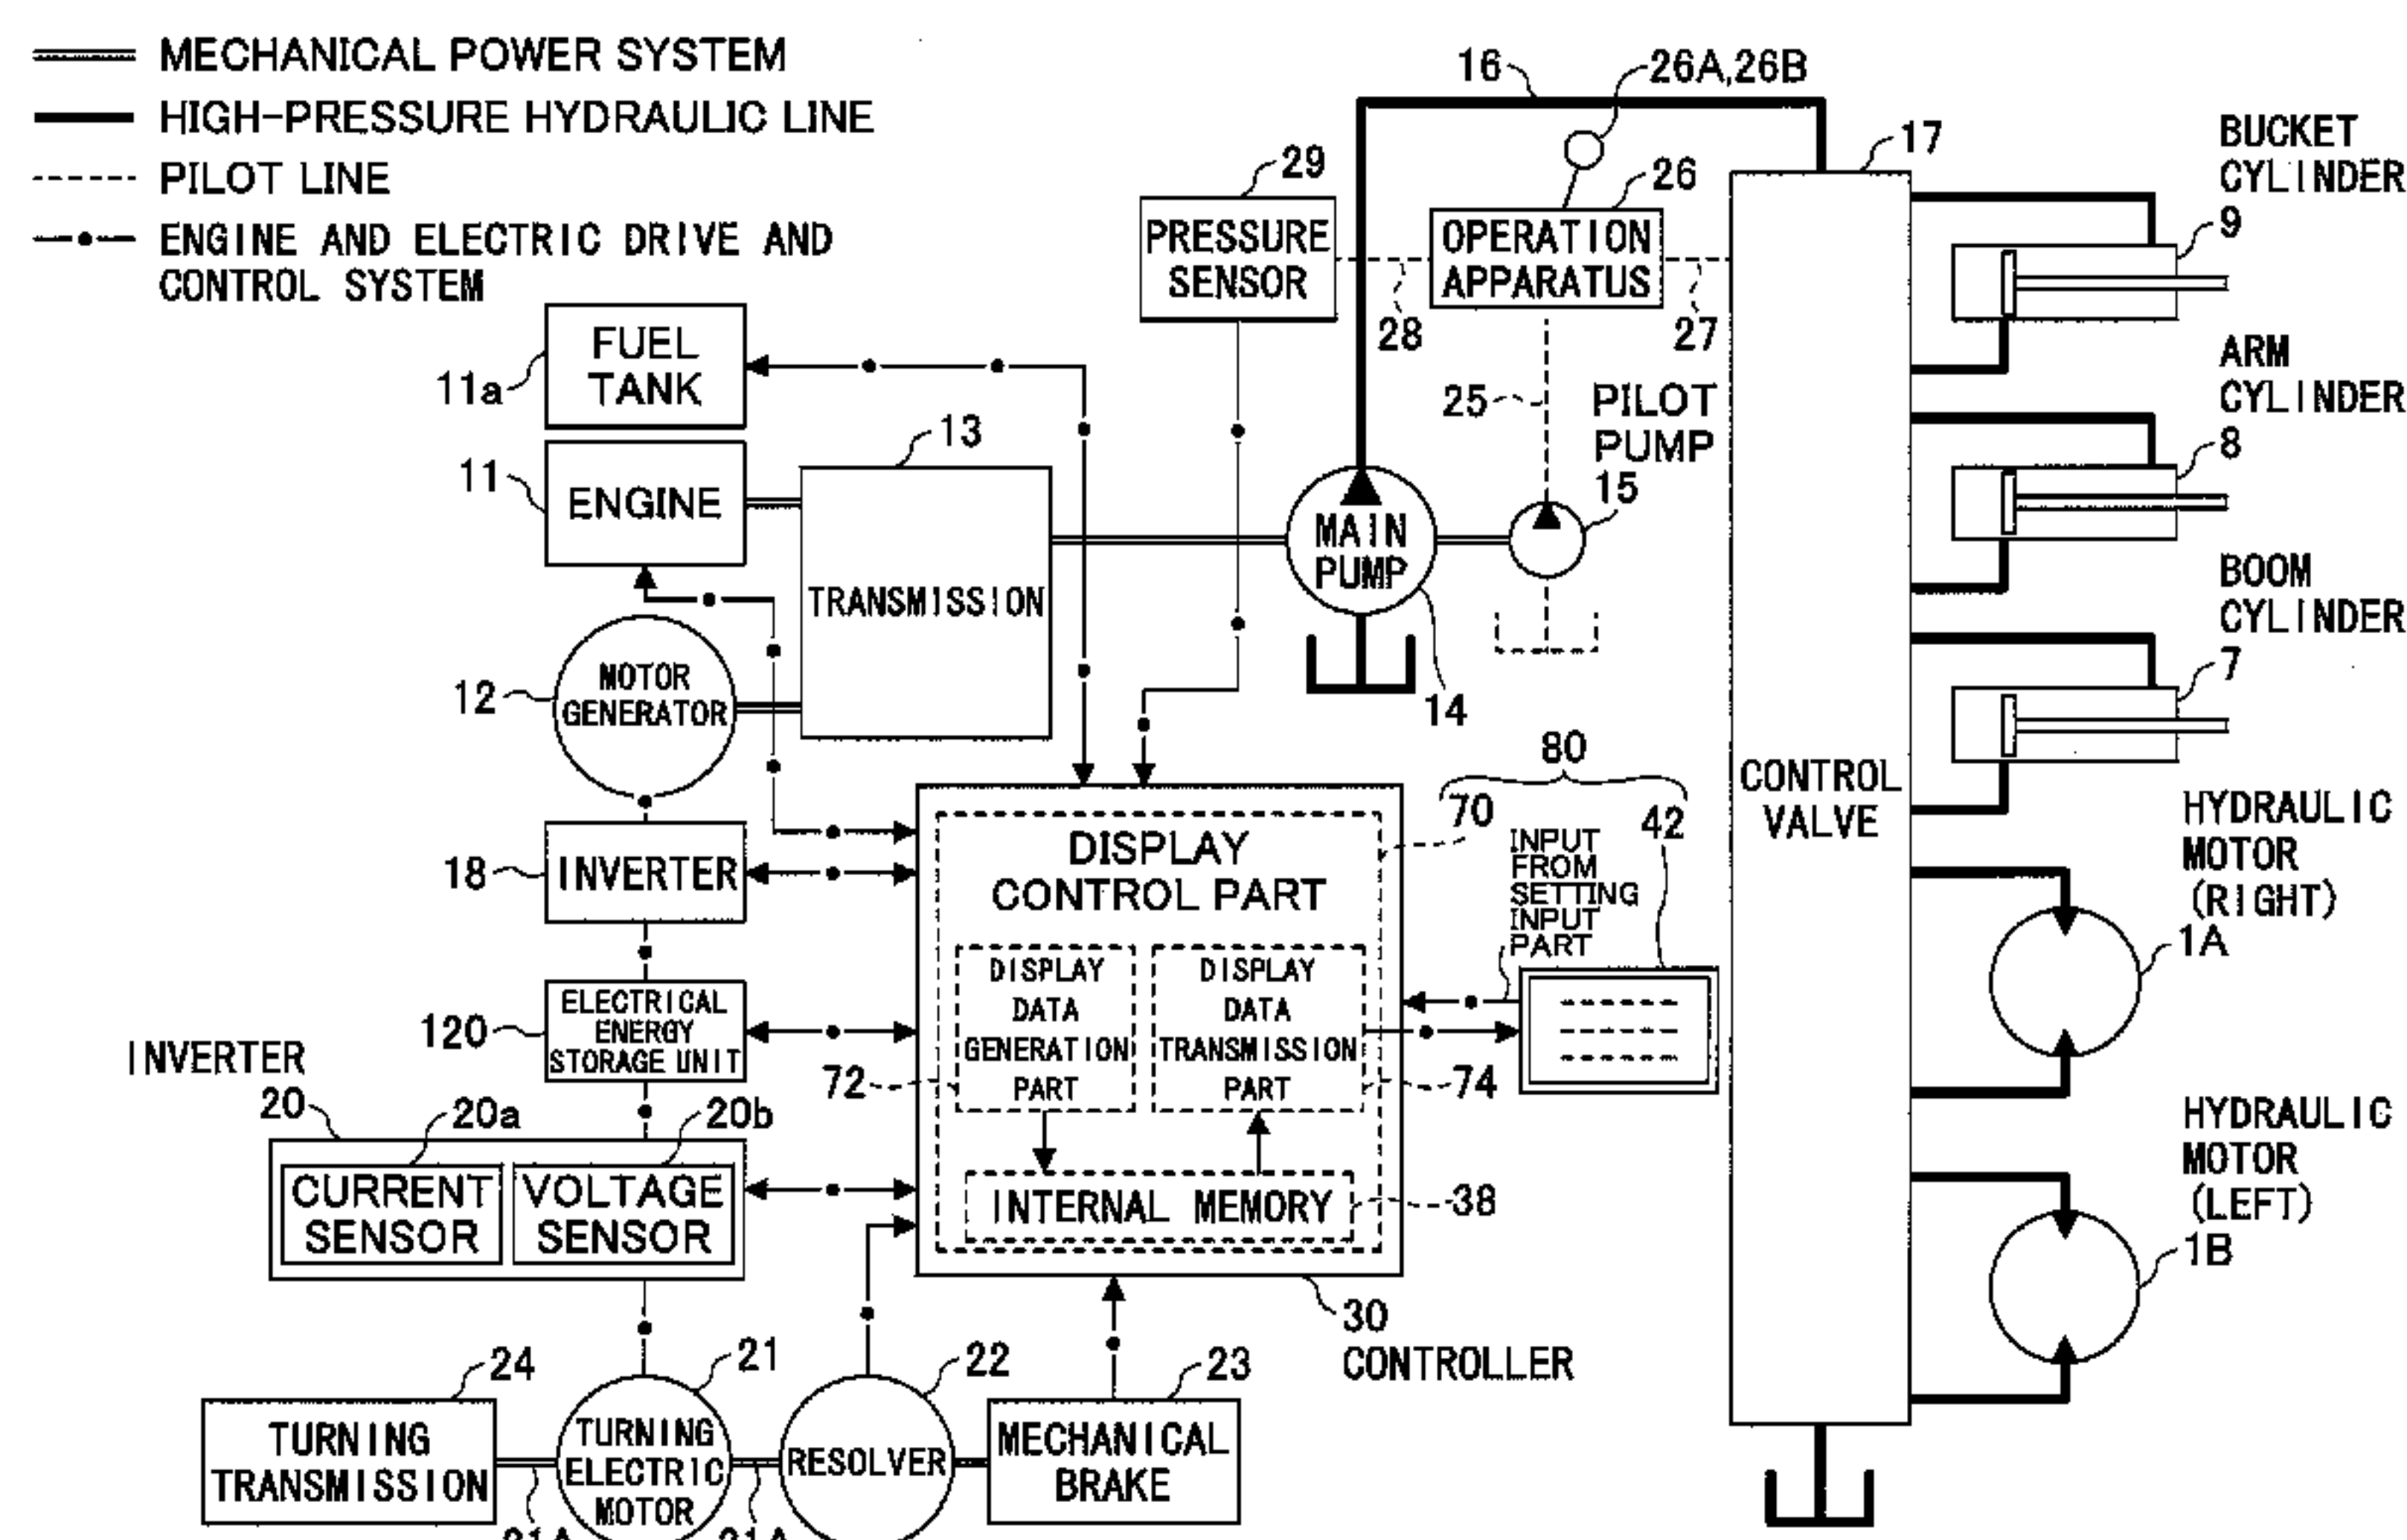 MECHANICAL POWER SYSTEM
HIGH-PRESSURE HYDRAULIC LINE
PILOT LINE
ENGINE AND ELECTRIC DRIVE AND
CONTROL SYSTEM
16
26A,26B
17
BUCKET
CYLINDER
9
29
PRESSURE
SENSOR
26
OPERATION
APPARATUS
28
27
FUEL
TANK
11a
ARM
CYLINDER
8
25
PILOT
PUMP
15
13
11
ENGINE
TRANSMISSION
MAIN
PUMP
14
BOOM
CYLINDER
7
12
MOTOR
GENERATOR
80
70
42
CONTROL
VALVE
HYDRAULIC
MOTOR
(RIGHT)
1A
18
INVERTER
DISPLAY
CONTROL PART
INPUT
FROM
SETTING
INPUT
PART
120
ELECTRICAL
ENERGY
STORAGE UNIT
DISPLAY
DATA
GENERATION
PART
72
DISPLAY
DATA
TRANSMISSION
PART
74
INVERTER
20
20a
20b
CURRENT
SENSOR
VOLTAGE
SENSOR
INTERNAL MEMORY
38
HYDRAULIC
MOTOR
(LEFT)
1B
30
CONTROLLER
24
TURNING
TRANSMISSION
21
TURNING
ELECTRIC
MOTOR
22
RESOLVER
23
MECHANICAL
BRAKE
21A
21A